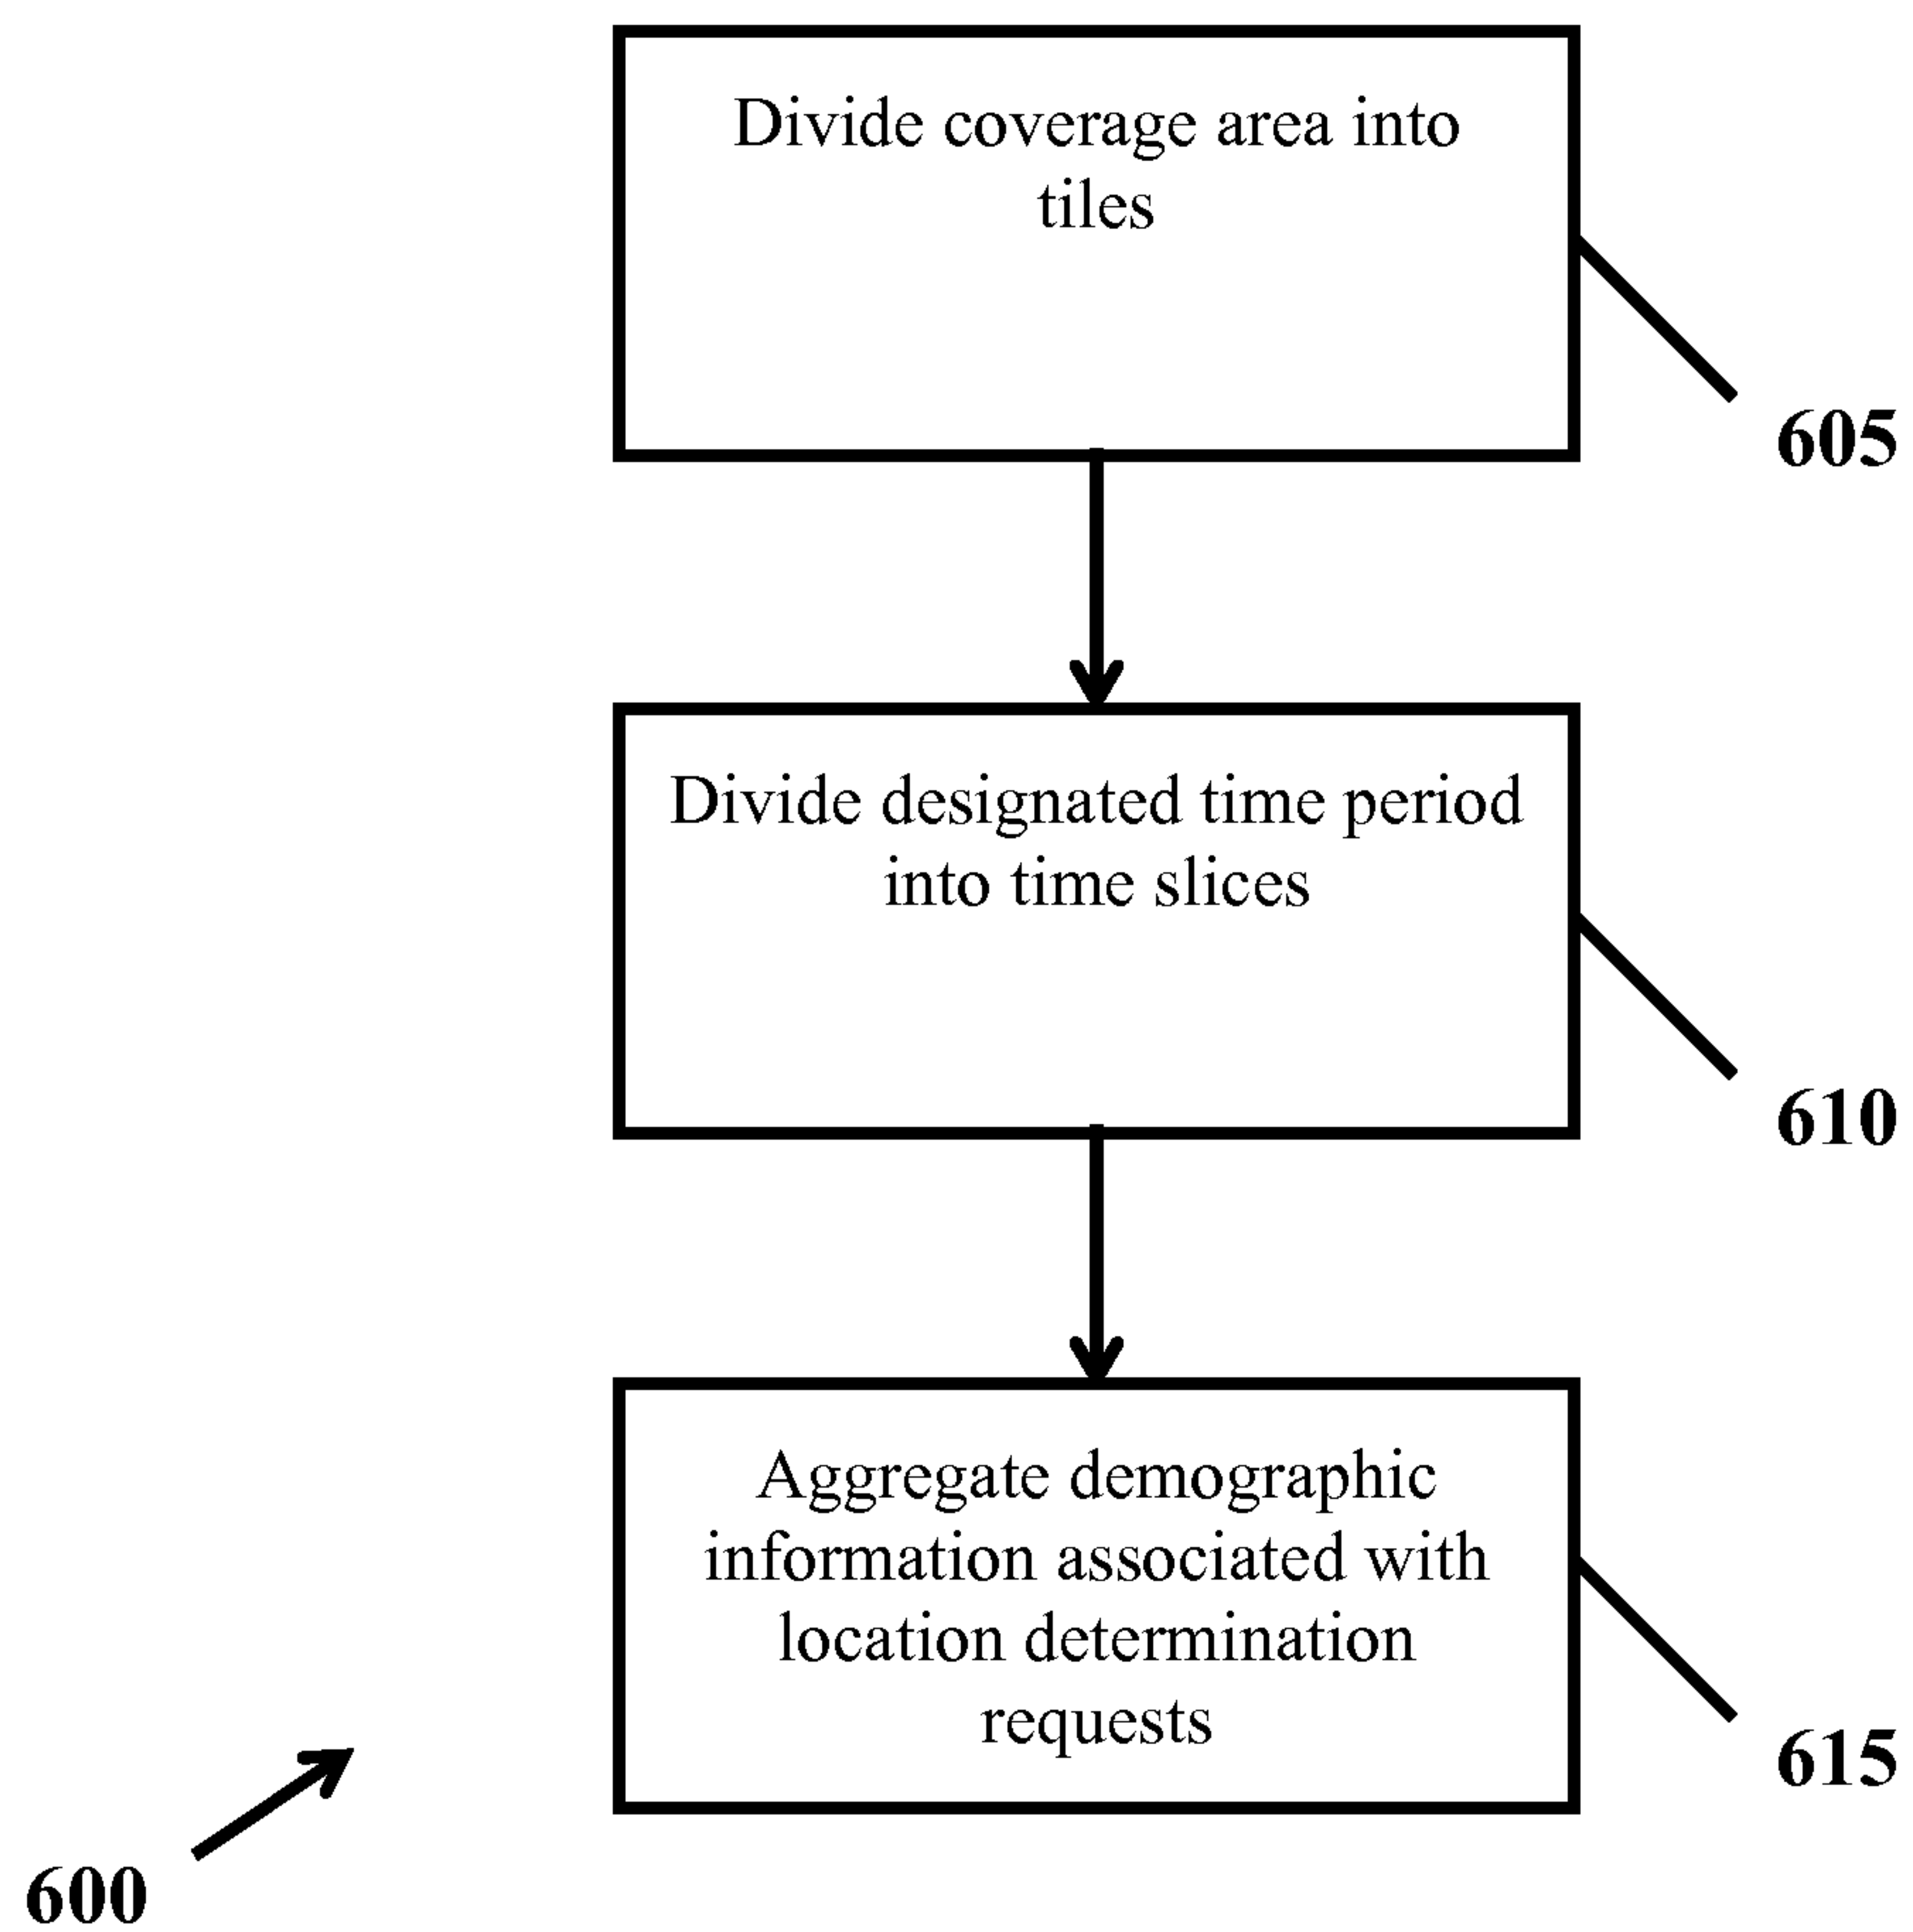 Divide coverage area into
tiles
605
Divide designated time period
into time slices
610
Aggregate demographic
information associated with
location determination
requests
615
600